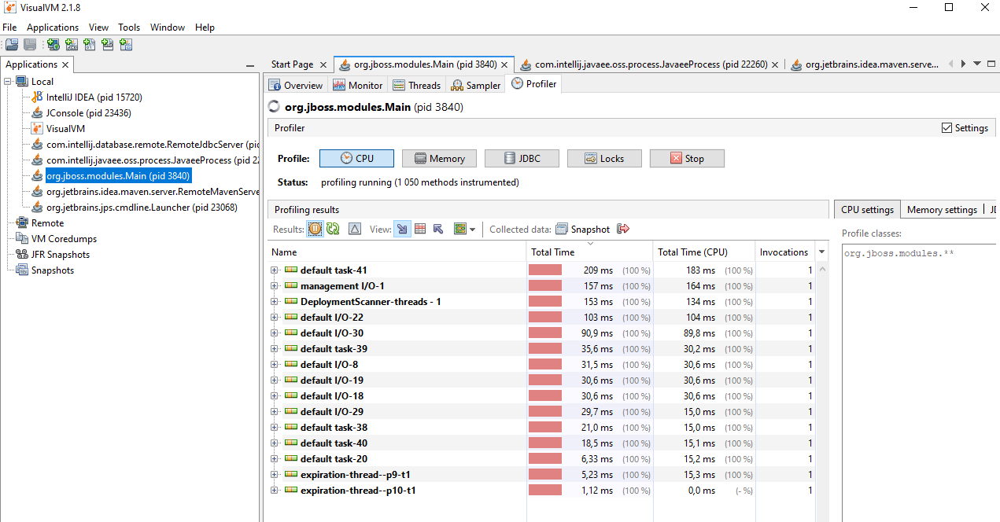 VisualVM 2.1.8
File Applications View Tools Window Help
Applications
Local
IntelliJ IDEA (pid 15720)
JConsole (pid 23436)
VisualVM
com.intellij.database.remote.RemoteJdbcServer (pid
com.intellij.javaee.oss.process.JavaeeProcess (pid 22
org.jboss.modules.Main (pid 3840)
org.jetbrains.idea.maven.server.RemoteMavenServe
org.jetbrains.jps.cmdline.Launcher (pid 23068)
Remote
VM Coredumps
JFR Snapshots
Snapshots
Start Page org.jboss.modules.Main (pid 3840) com.intellij.javaee.oss.process.JavaeeProcess (pid 22260) org.jetbrains.idea.maven.serve...
Overview Monitor Threads Sampler Profiler
org.jboss.modules.Main (pid 3840)
Profiler Settings
Profile: CPU Memory JDBC Locks Stop
Status: profiling running (1 050 methods instrumented)
Profiling results
Results: View: Collected data: Snapshot
Name Total Time Total Time (CPU) Invocations
default task-41 209 ms (100 %) 183 ms (100 %) 1
management I/O-1 157 ms (100 %) 164 ms (100 %) 1
DeploymentScanner-threads - 1 153 ms (100 %) 134 ms (100 %) 1
default I/O-22 103 ms (100 %) 104 ms (100 %) 1
default I/O-30 90,9 ms (100 %) 89,8 ms (100 %) 1
default task-39 35,6 ms (100 %) 30,2 ms (100 %) 1
default I/O-8 31,5 ms (100 %) 30,6 ms (100 %) 1
default I/O-19 30,6 ms (100 %) 30,6 ms (100 %) 1
default I/O-18 30,6 ms (100 %) 30,6 ms (100 %) 1
default I/O-29 29,7 ms (100 %) 15,0 ms (100 %) 1
default task-38 21,0 ms (100 %) 15,0 ms (100 %) 1
default task-40 18,5 ms (100 %) 15,1 ms (100 %) 1
default task-20 6,33 ms (100 %) 15,2 ms (100 %) 1
expiration-thread--p9-t1 5,23 ms (100 %) 15,3 ms (100 %) 1
expiration-thread--p10-t1 1,12 ms (100 %) 0,0 ms (- %) 1
CPU settings Memory settings JD
Profile classes:
org.jboss.modules.**